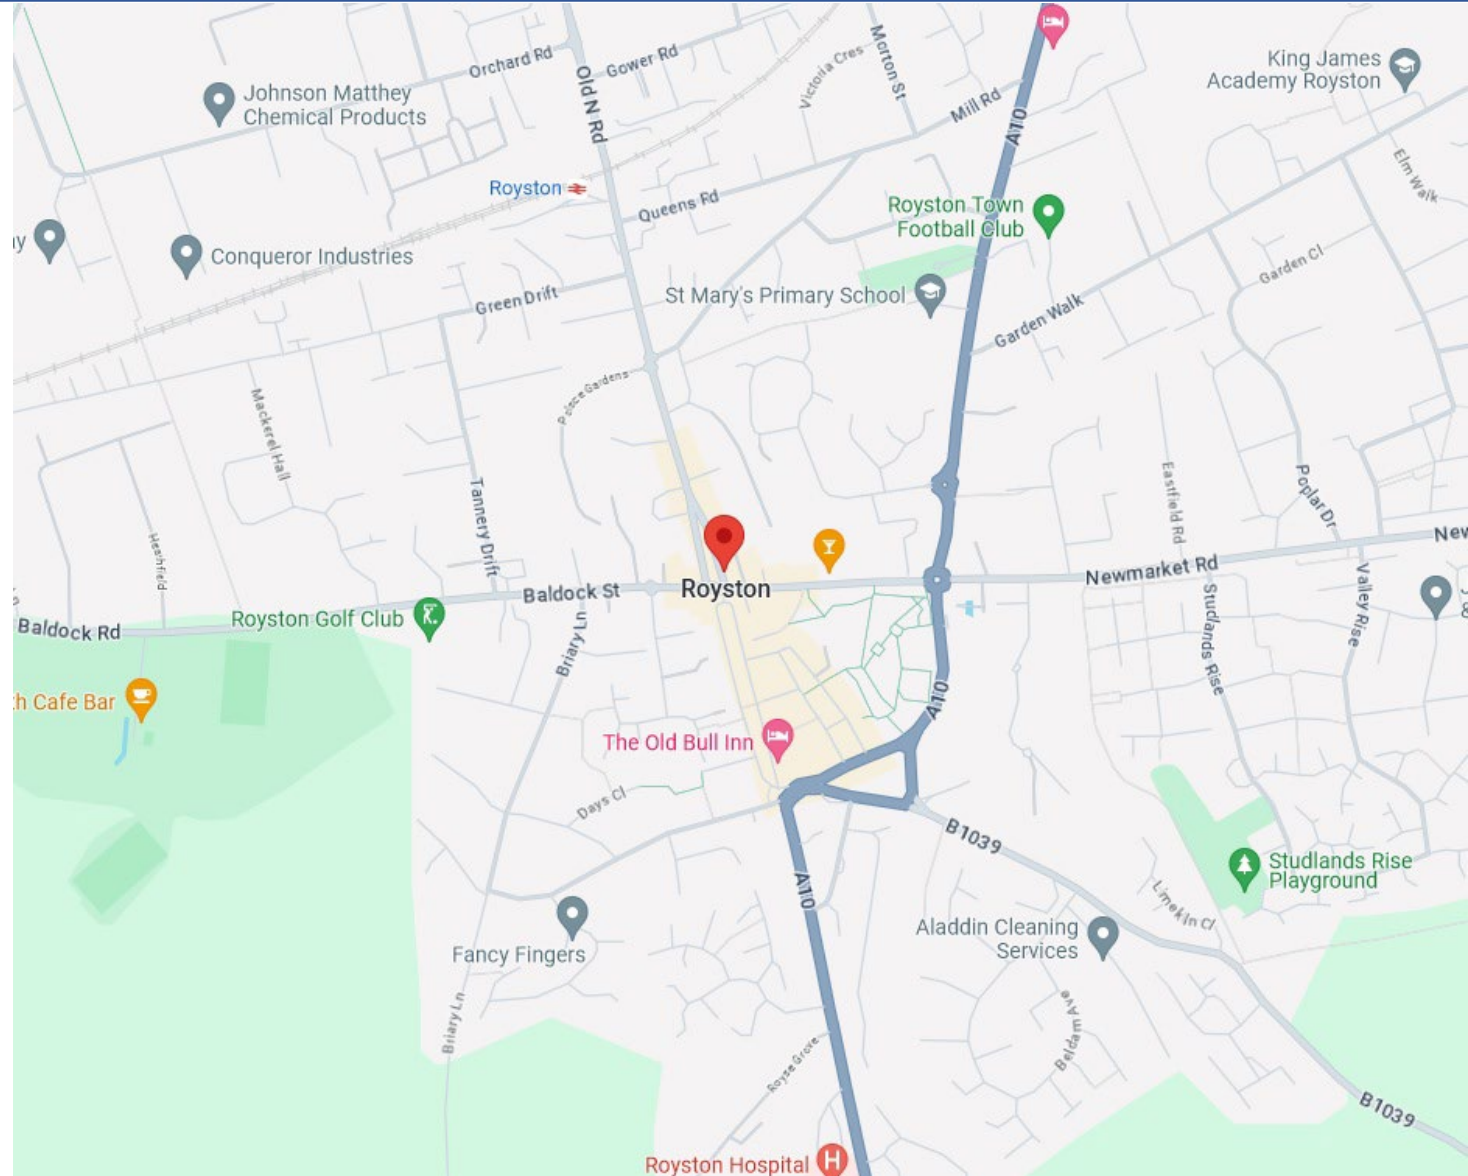 Orchard Rd
Gower Rd
Old N Rd
Victoria Cres
Morton St
Mill Rd
A10
King James
Academy Royston
Johnson Matthey
Chemical Products
Elm Walk
Royston
Queens Rd
Royston Town
Football Club
Conqueror Industries
Garden Cl
Green Drift
St Mary's Primary School
Garden Walk
Palace Gardens
Mackerel Hall
Tannery Drift
Eastfield Rd
Poplar Dr
Heathfield
New
Royston
Baldock St
Newmarket Rd
Valley Rise
Studlands Rise
Royston Golf Club
Baldock Rd
Briary Ln
A10
th Cafe Bar
The Old Bull Inn
Days Cl
B1039
Studlands Rise
Playground
A10
Limekiln Cl
Fancy Fingers
Aladdin Cleaning
Services
Briary Ln
Beldam Ave
Royse Grove
B1039
Royston Hospital
H